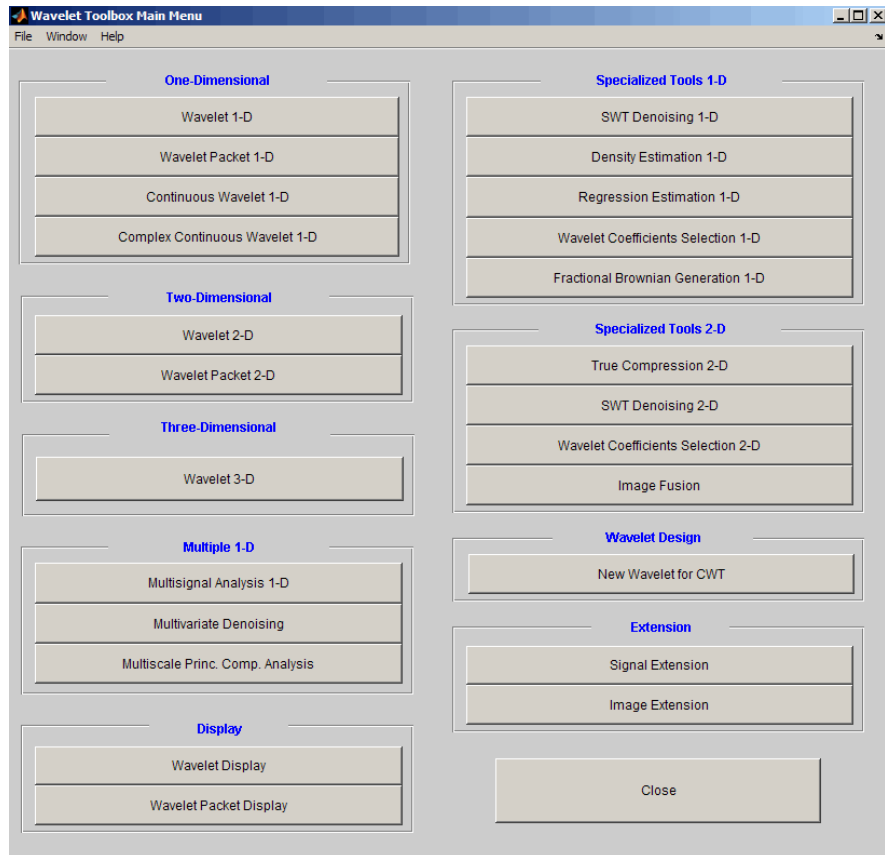 Wavelet Toolbox Main Menu
File Window Help
One-Dimensional
Wavelet 1-D
Wavelet Packet 1-D
Continuous Wavelet 1-D
Complex Continuous Wavelet 1-D
Two-Dimensional
Wavelet 2-D
Wavelet Packet 2-D
Three-Dimensional
Wavelet 3-D
Multiple 1-D
Multisignal Analysis 1-D
Multivariate Denoising
Multiscale Princ. Comp. Analysis
Display
Wavelet Display
Wavelet Packet Display
Specialized Tools 1-D
SWT Denoising 1-D
Density Estimation 1-D
Regression Estimation 1-D
Wavelet Coefficients Selection 1-D
Fractional Brownian Generation 1-D
Specialized Tools 2-D
True Compression 2-D
SWT Denoising 2-D
Wavelet Coefficients Selection 2-D
Image Fusion
Wavelet Design
New Wavelet for CWT
Extension
Signal Extension
Image Extension
Close